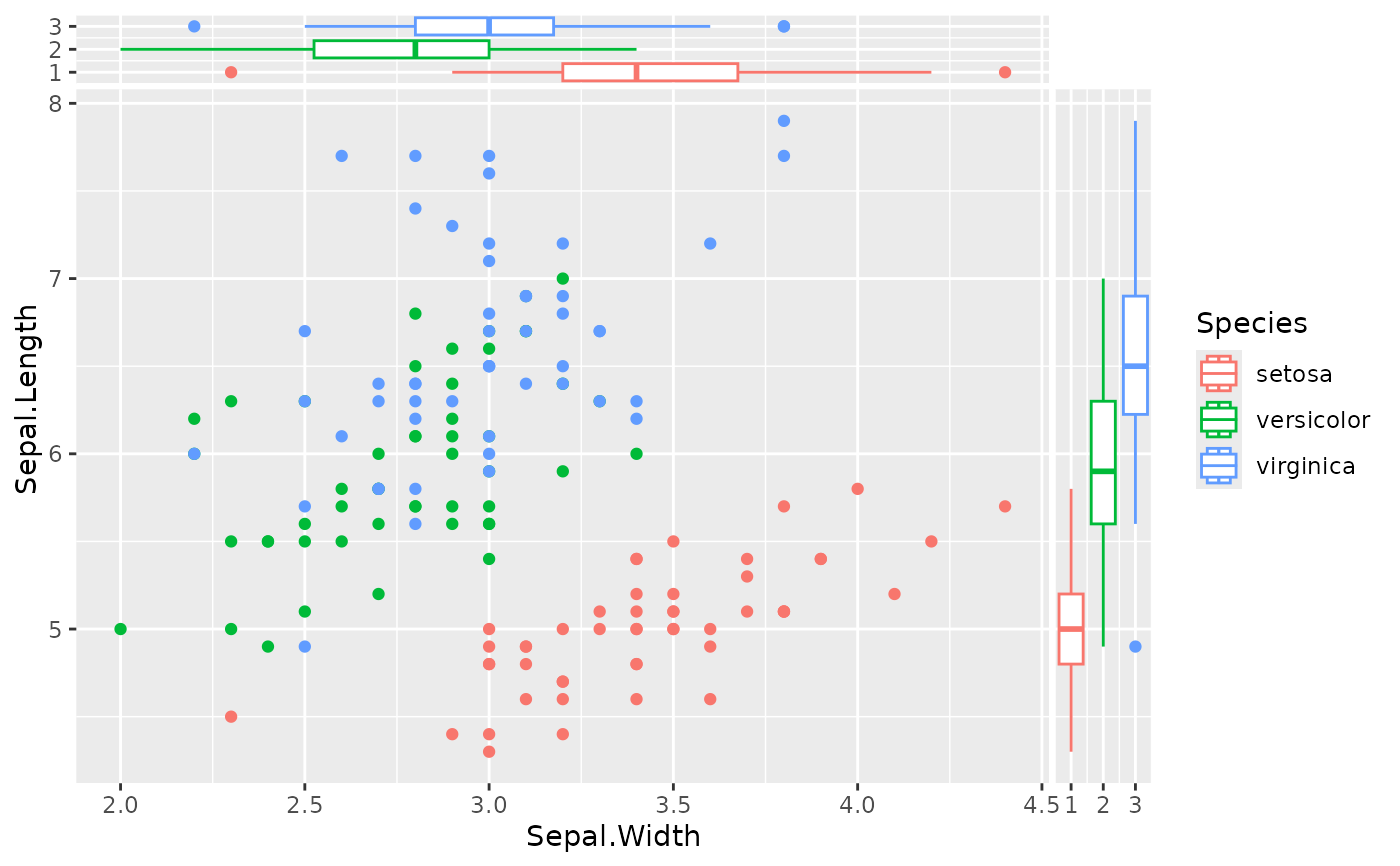 3
2
1
8
7
6
5
Sepal.Length
2.0 2.5 3.0 3.5 4.0 4.5 1 2 3
Sepal.Width
Species
setosa
versicolor
virginica